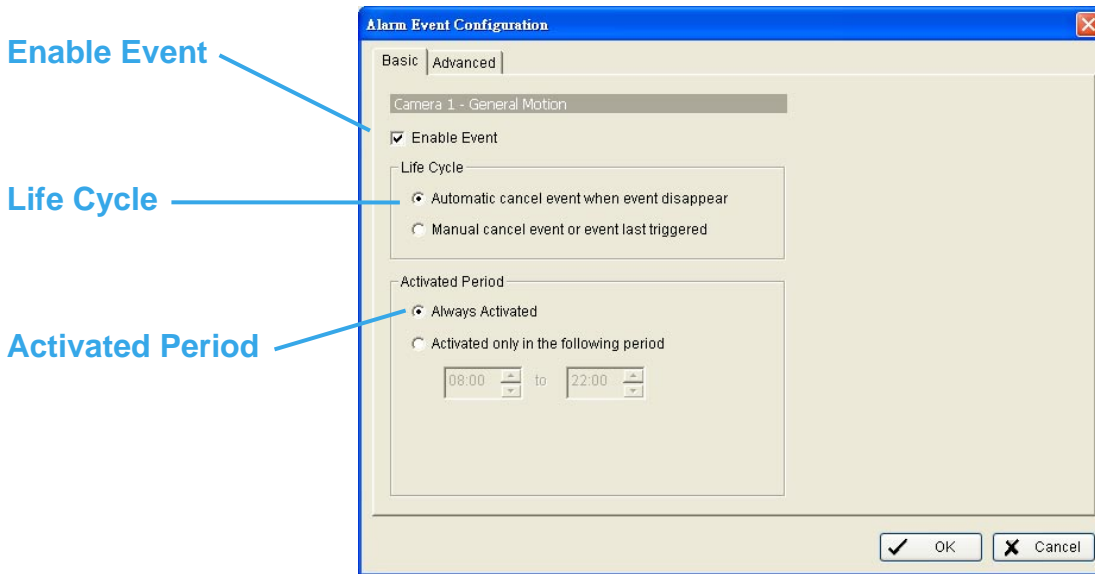 Alarm Event Configuration
Enable Event
Basic Advanced
Camera 1 - General Motion
Enable Event
Life Cycle
Life Cycle
Automatic cancel event when event disappear
Manual cancel event or event last triggered
Activated Period
Activated Period
Always Activated
Activated only in the following period
08:00 to 22:00
OK Cancel